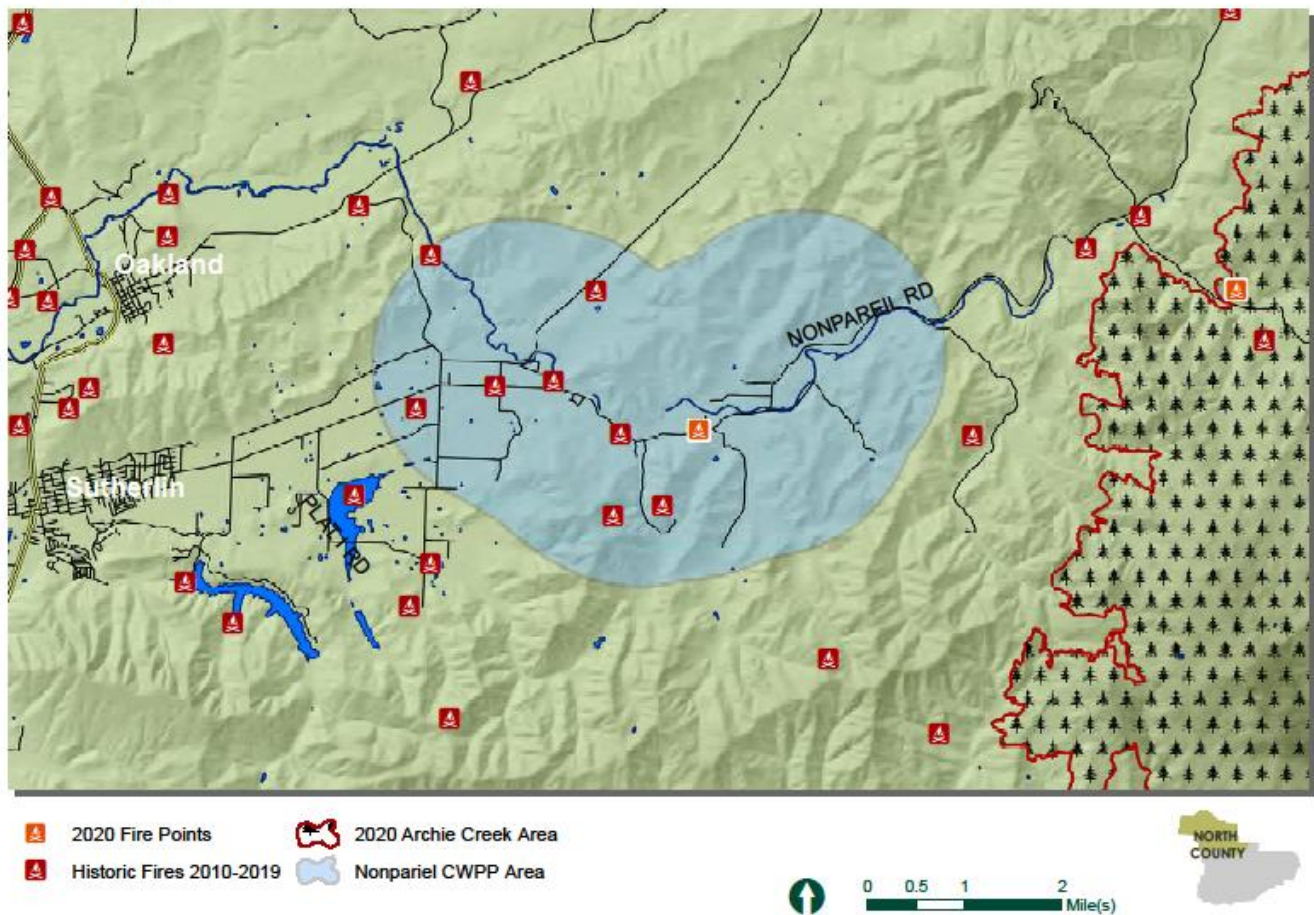 NONPAREIL RD
Oakland
Sutherlin
PLAT RD
2020 Fire Points
2020 Archie Creek Area
Historic Fires 2010-2019
Nonpariel CWPP Area
0 0.5 1 2
Mile(s)
NORTH
COUNTY